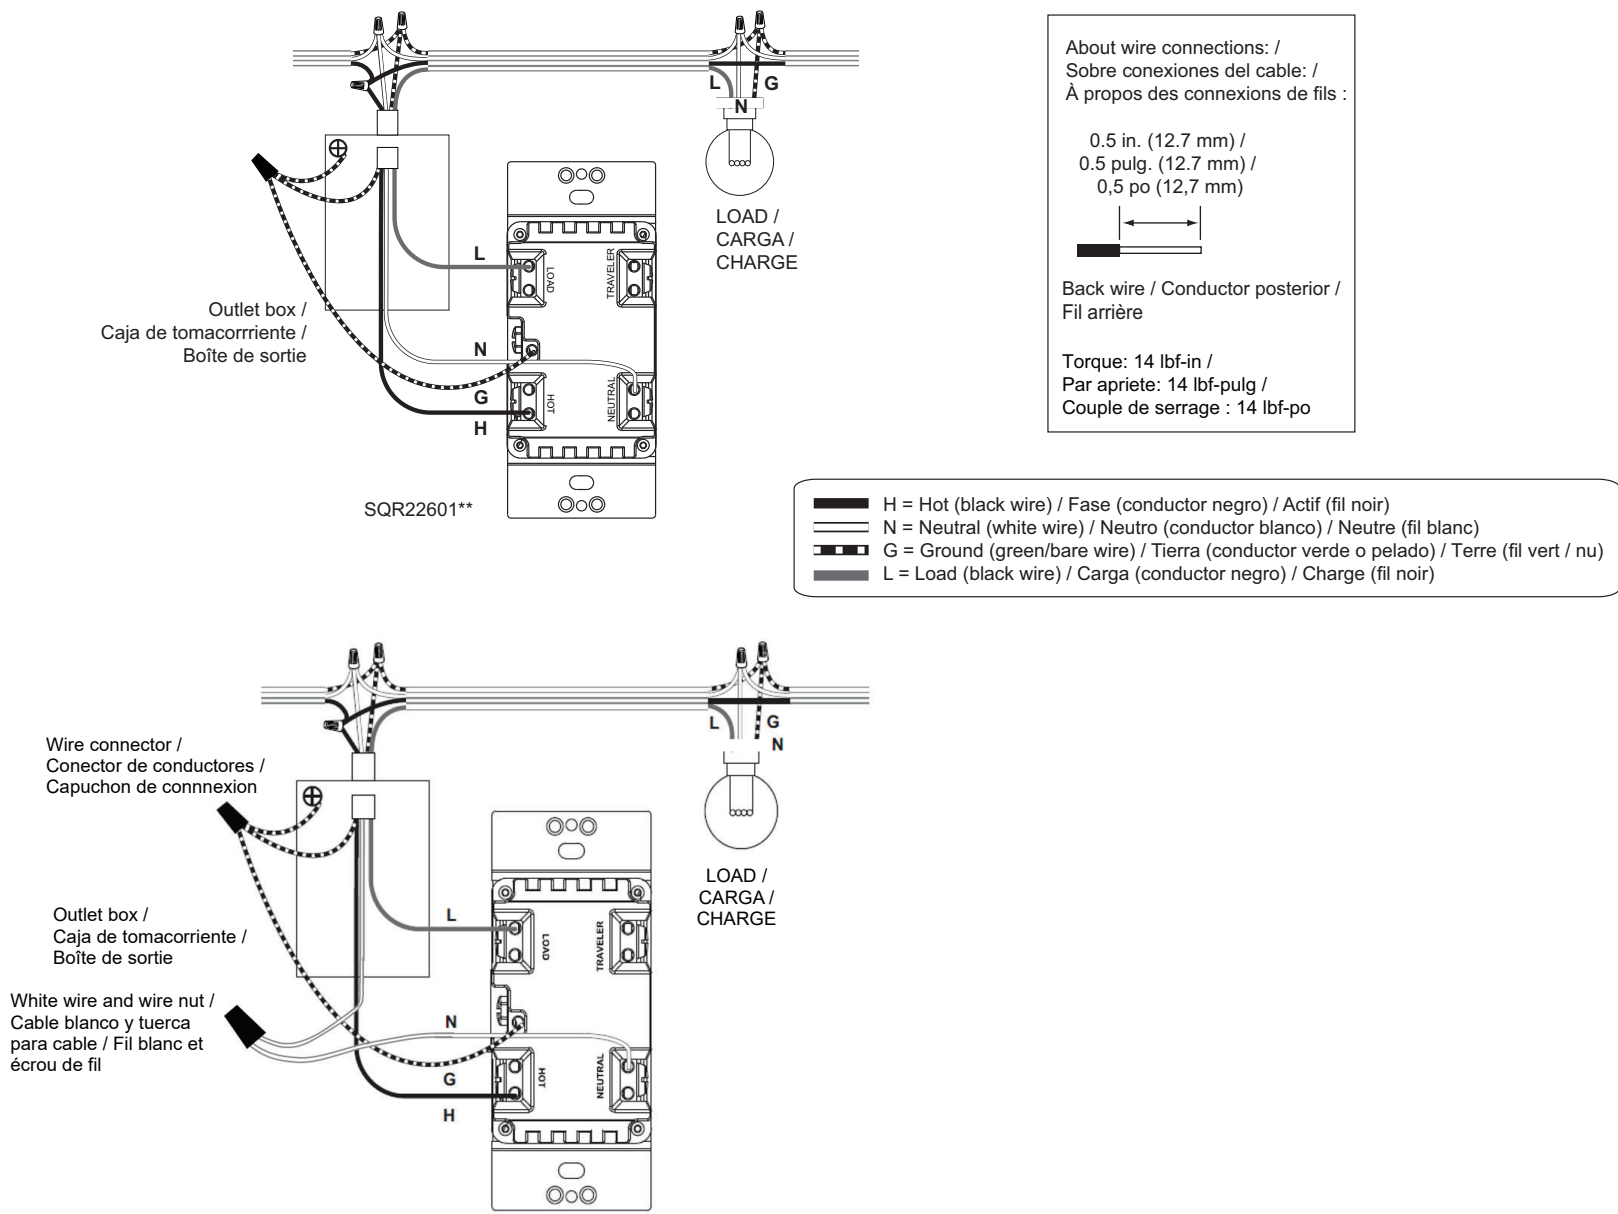 L
G
N
LOAD /
CARGA /
CHARGE
L
LOAD
TRAVELER
Outlet box /
Caja de tomacorrriente /
Boîte de sortie
N
G
HOT
NEUTRAL
H
SQR22601**
About wire connections: /
Sobre conexiones del cable: /
À propos des connexions de fils :
0.5 in. (12.7 mm) /
0.5 pulg. (12.7 mm) /
0,5 po (12,7 mm)
Back wire / Conductor posterior /
Fil arrière
Torque: 14 lbf-in /
Par apriete: 14 lbf-pulg /
Couple de serrage : 14 lbf-po
H = Hot (black wire) / Fase (conductor negro) / Actif (fil noir)
N = Neutral (white wire) / Neutro (conductor blanco) / Neutre (fil blanc)
G = Ground (green/bare wire) / Tierra (conductor verde o pelado) / Terre (fil vert / nu)
L = Load (black wire) / Carga (conductor negro) / Charge (fil noir)
L
G
N
Wire connector /
Conector de conductores /
Capuchon de connnexion
LOAD /
CARGA /
CHARGE
Outlet box /
Caja de tomacorriente /
Boîte de sortie
L
LOAD
TRAVELER
White wire and wire nut /
Cable blanco y tuerca
para cable / Fil blanc et
écrou de fil
N
G
HOT
NEUTRAL
H